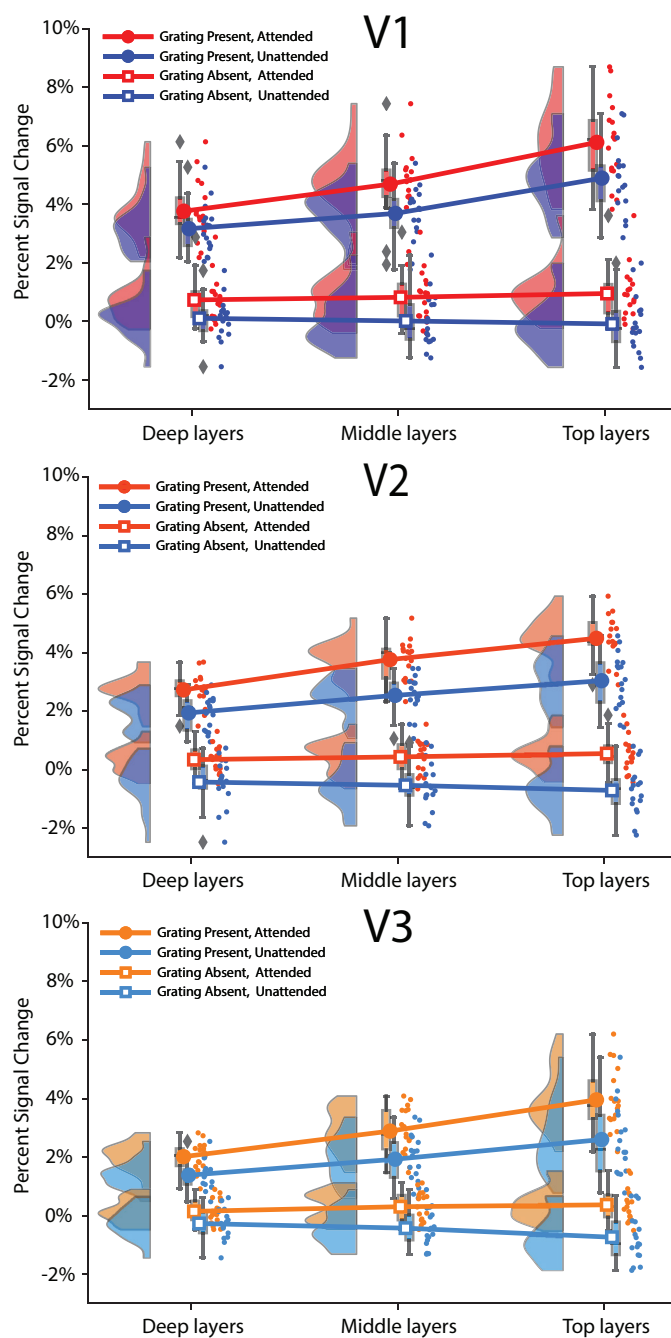 V1
10%
8%
6%
4%
2%
0%
-2%
Percent Signal Change
Grating Present, Attended
Grating Present, Unattended
Grating Absent, Attended
Grating Absent, Unattended
Deep layers
Middle layers
Top layers
V2
10%
8%
6%
4%
2%
0%
-2%
Percent Signal Change
Grating Present, Attended
Grating Present, Unattended
Grating Absent, Attended
Grating Absent, Unattended
Deep layers
Middle layers
Top layers
V3
10%
8%
6%
4%
2%
0%
-2%
Percent Signal Change
Grating Present, Attended
Grating Present, Unattended
Grating Absent, Attended
Grating Absent, Unattended
Deep layers
Middle layers
Top layers